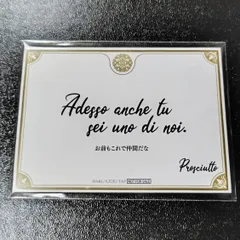 Adesso anche tu
sei uno di noi.
お前もこれで仲間だな
Prosciutto